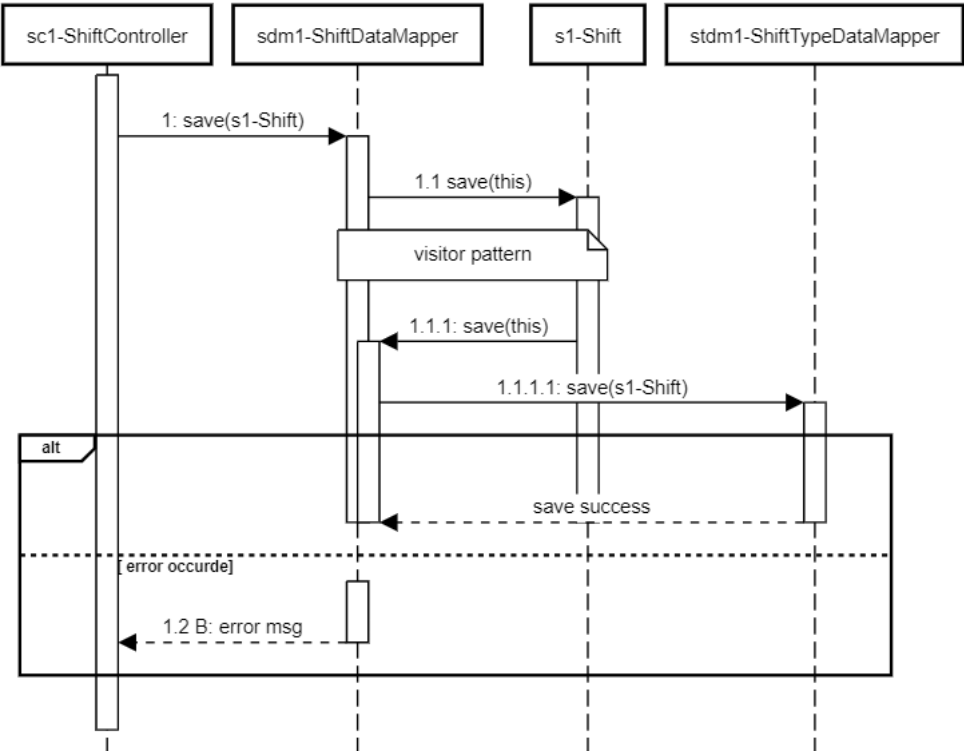 sc1-ShiftController
sdm1-ShiftDataMapper
s1-Shift
stdm1-ShiftTypeDataMapper
1: save(s1-Shift)
1.1 save(this)
visitor pattern
1.1.1: save(this)
1.1.1.1: save(s1-Shift)
alt
save success
[ error occurde]
1.2 B: error msg